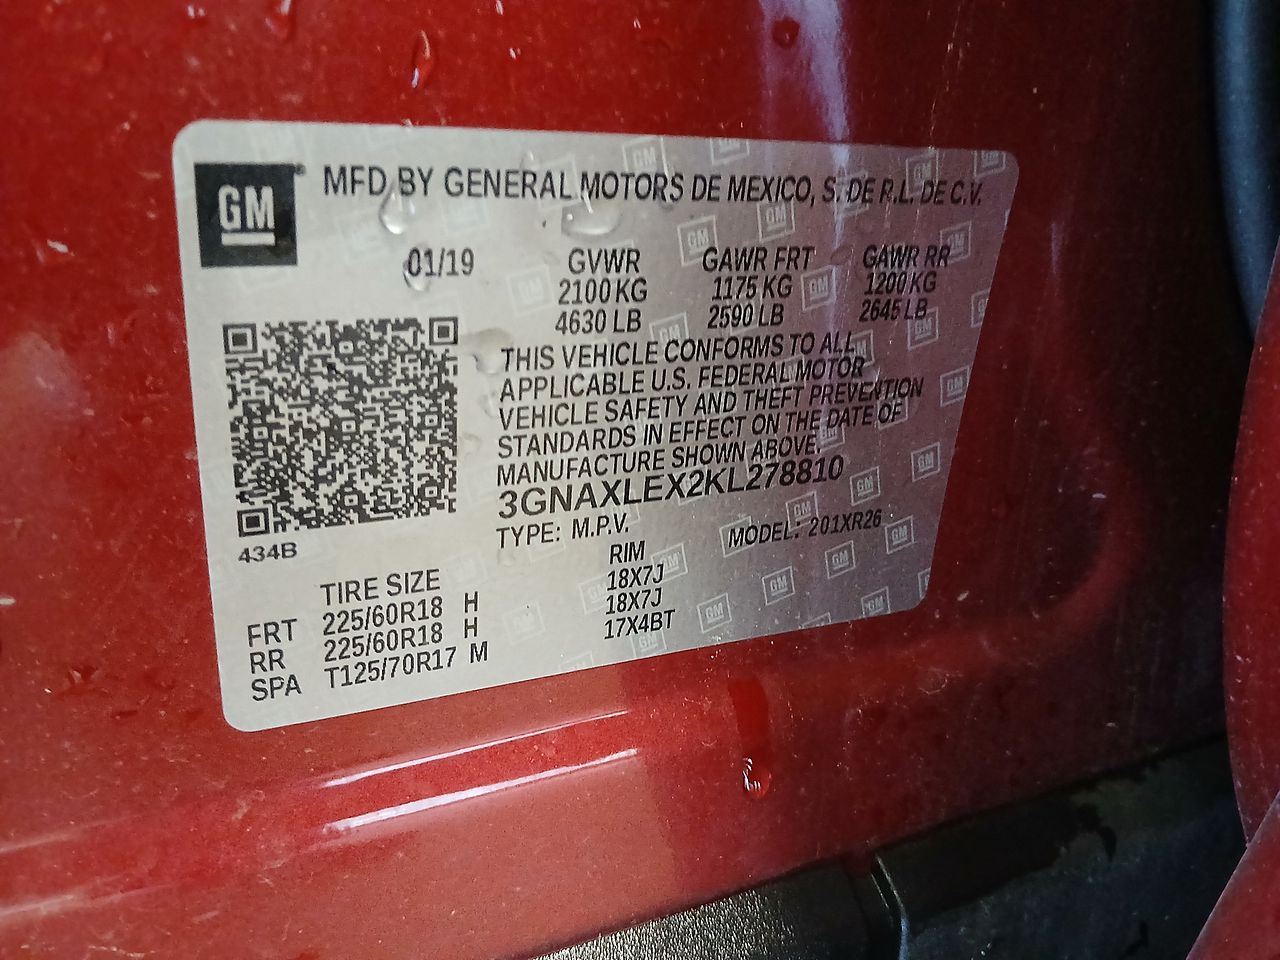 GM MFD BY GENERAL MOTORS DE MEXICO, S. DE R.L. DE C.V.
01/19 GVWR GAWR FRT GAWR RR
2100 KG 1175 KG 1200 KG
4630 LB 2590 LB 2645 LB
THIS VEHICLE CONFORMS TO ALL
APPLICABLE U.S. FEDERAL MOTOR
VEHICLE SAFETY AND THEFT PREVENTION
STANDARDS IN EFFECT ON THE DATE OF
MANUFACTURE SHOWN ABOVE.
3GNAXLEX2KL278810
TYPE: M.P.V. MODEL: 201XR26
434B
TIRE SIZE RIM
FRT 225/60R18 H 18X7J
RR 225/60R18 H 18X7J
SPA T125/70R17 M 17X4BT